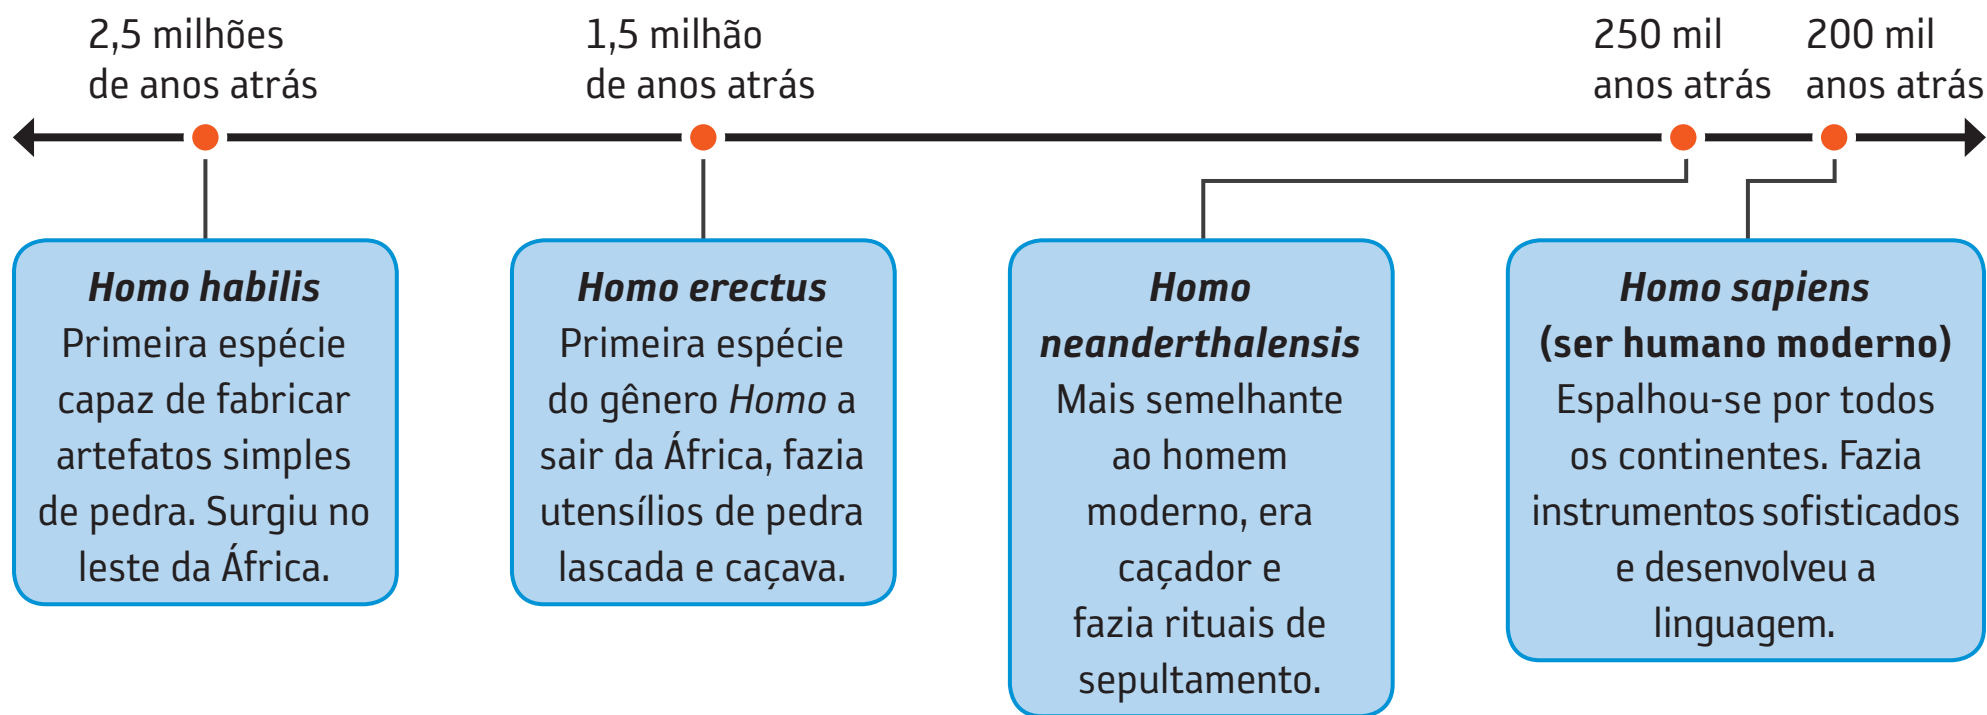 2,5 milhões
de anos atrás
1,5 milhão
de anos atrás
250 mil
anos atrás
200 mil
anos atrás
Homo habilis
Primeira espécie
capaz de fabricar
artefatos simples
de pedra. Surgiu no
leste da África.
Homo erectus
Primeira espécie
do gênero Homo a
sair da África, fazia
utensílios de pedra
lascada e caçava.
Homo
neanderthalensis
Mais semelhante
ao homem
moderno, era
caçador e
fazia rituais de
sepultamento.
Homo sapiens
(ser humano moderno)
Espalhou-se por todos
os continentes. Fazia
instrumentos sofisticados
e desenvolveu a
linguagem.